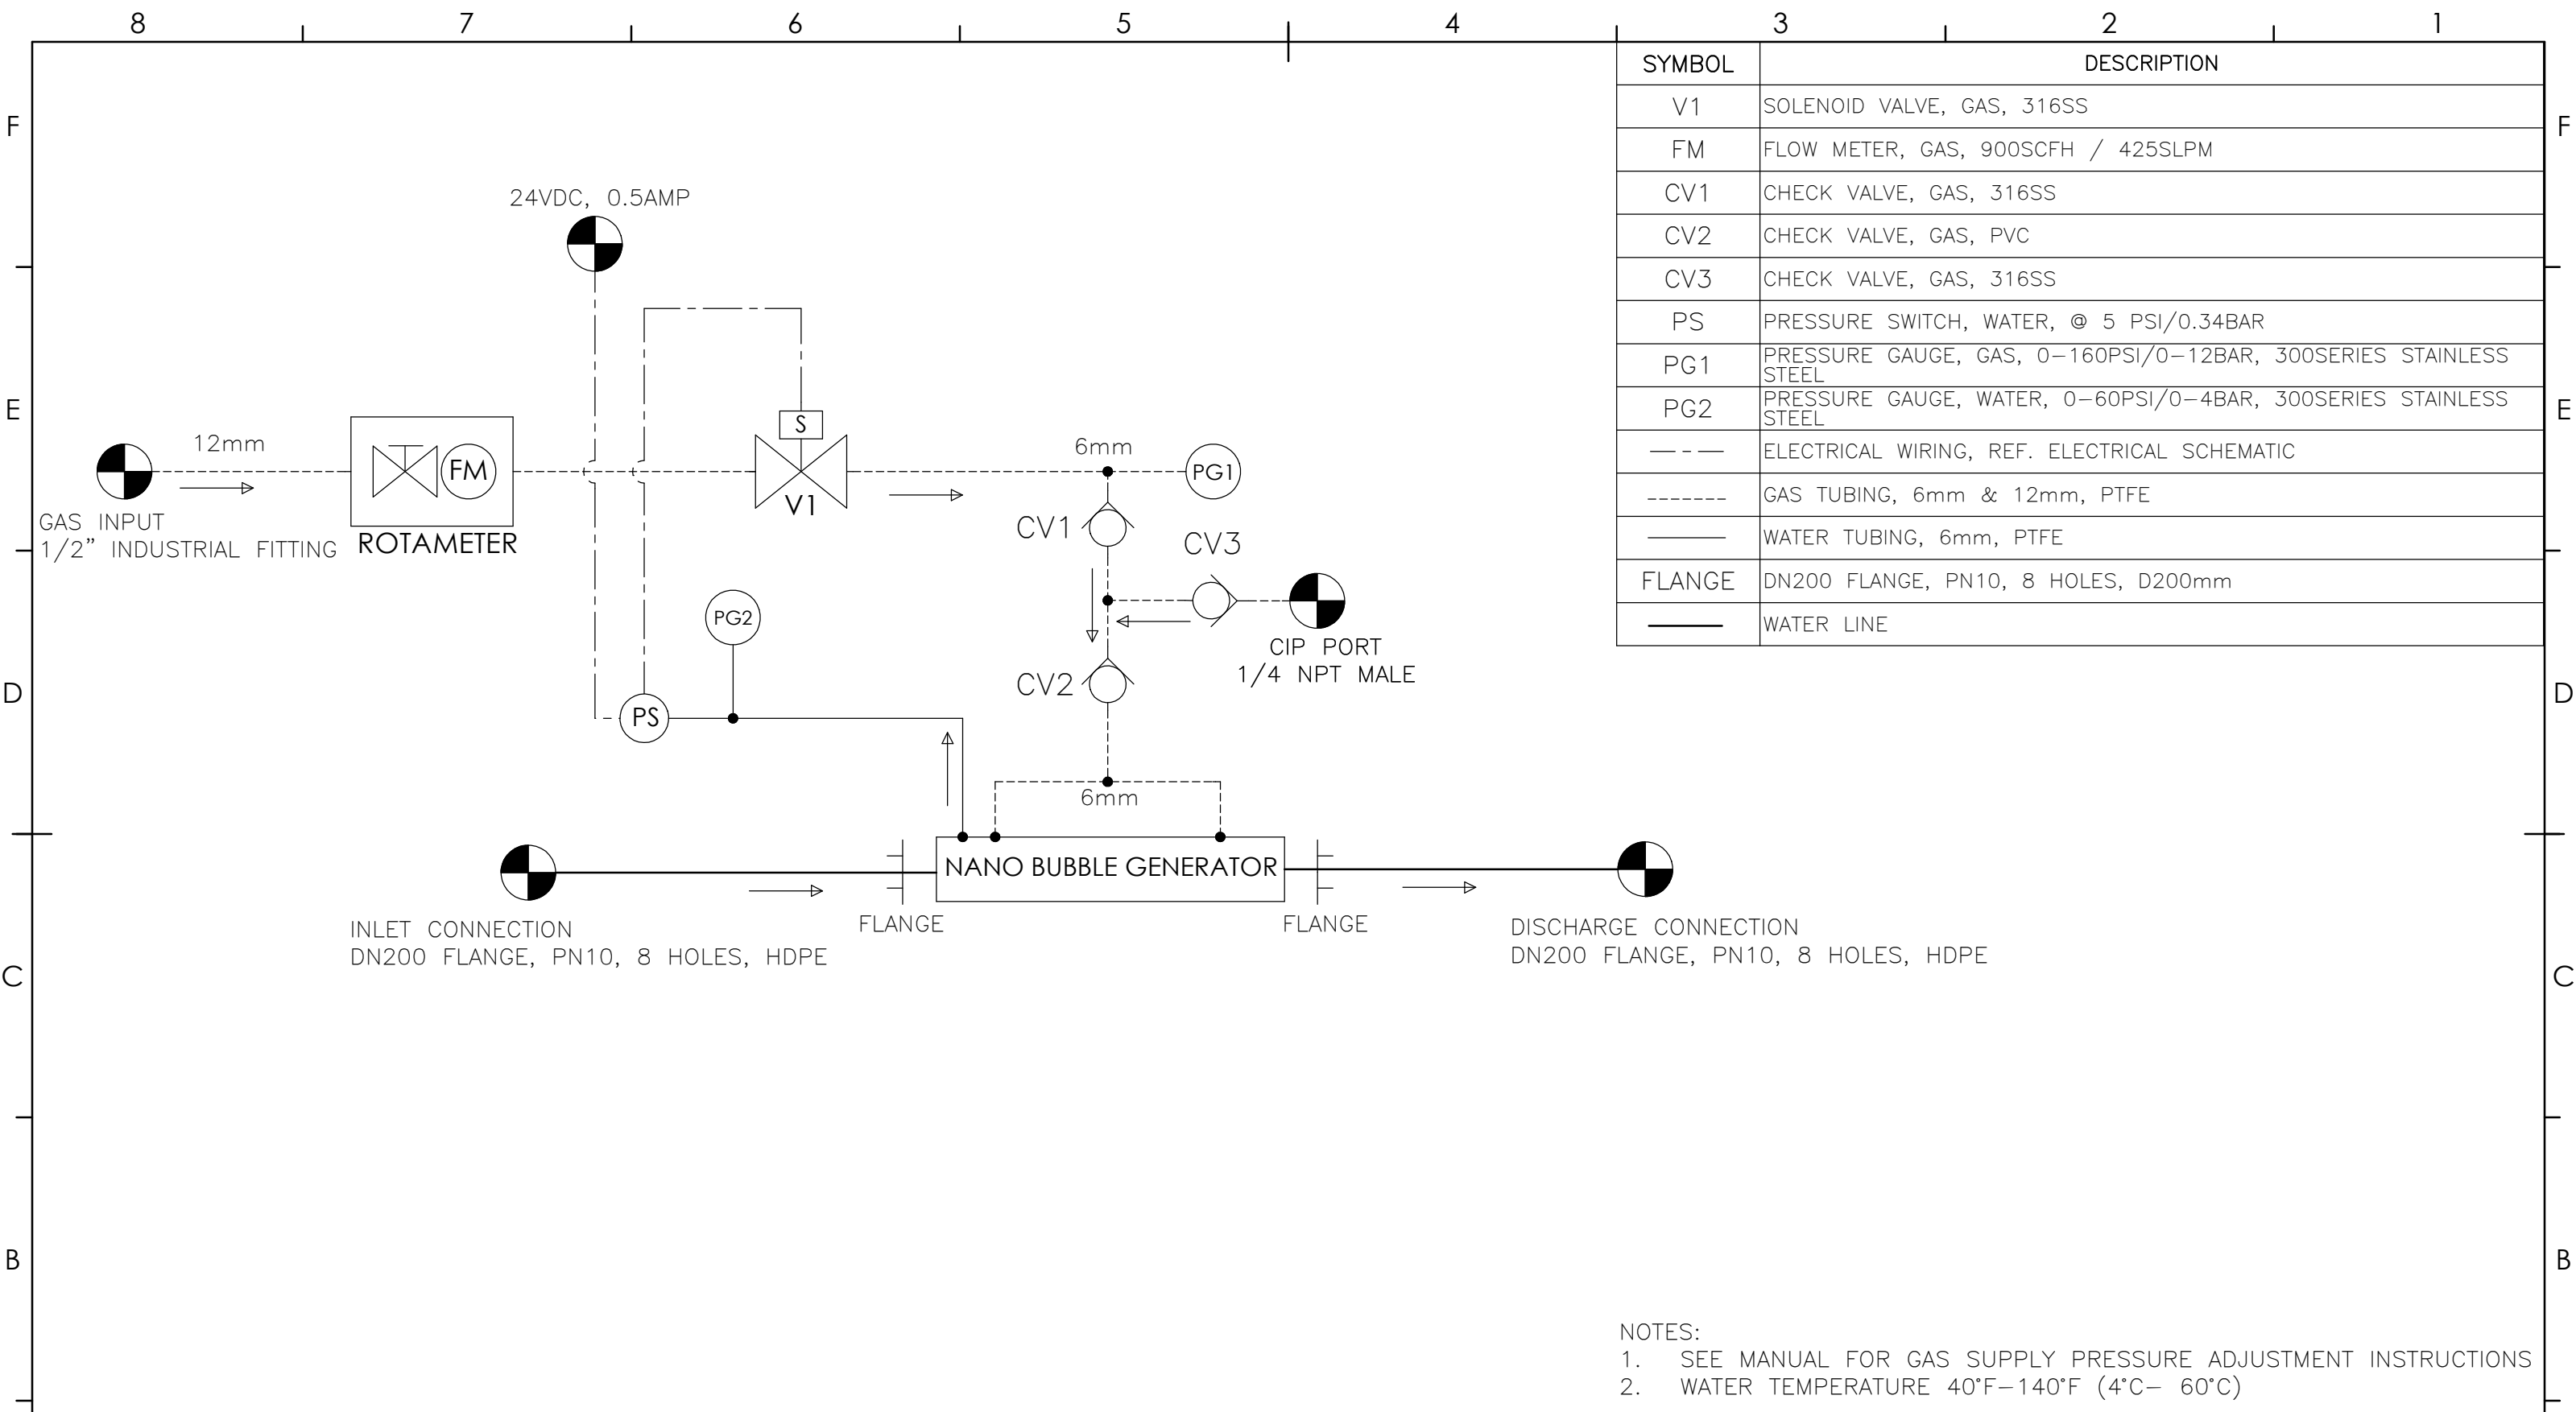 8 7 6 5 4 3 2 1
SYMBOL DESCRIPTION
V1 SOLENOID VALVE, GAS, 316SS
FM FLOW METER, GAS, 900SCFH / 425SLPM
CV1 CHECK VALVE, GAS, 316SS
CV2 CHECK VALVE, GAS, PVC
CV3 CHECK VALVE, GAS, 316SS
PS PRESSURE SWITCH, WATER, @ 5 PSI/0.34BAR
PG1 PRESSURE GAUGE, GAS, 0-160PSI/0-12BAR, 300SERIES STAINLESS
STEEL
PG2 PRESSURE GAUGE, WATER, 0-60PSI/0-4BAR, 300SERIES STAINLESS
STEEL
ELECTRICAL WIRING, REF. ELECTRICAL SCHEMATIC
GAS TUBING, 6mm & 12mm, PTFE
WATER TUBING, 6mm, PTFE
FLANGE DN200 FLANGE, PN10, 8 HOLES, D200mm
WATER LINE
F F
E E
D D
C C
B B
24VDC, 0.5AMP
S
12mm
FM
V1
6mm
PG1
GAS INPUT
1/2” INDUSTRIAL FITTING
ROTAMETER
CV1
CV3
PG2
CIP PORT
1/4 NPT MALE
CV2
PS
6mm
NANO BUBBLE GENERATOR
FLANGE
FLANGE
INLET CONNECTION
DN200 FLANGE, PN10, 8 HOLES, HDPE
DISCHARGE CONNECTION
DN200 FLANGE, PN10, 8 HOLES, HDPE
NOTES:
1. SEE MANUAL FOR GAS SUPPLY PRESSURE ADJUSTMENT INSTRUCTIONS
2. WATER TEMPERATURE 40°F-140°F (4°C- 60°C)